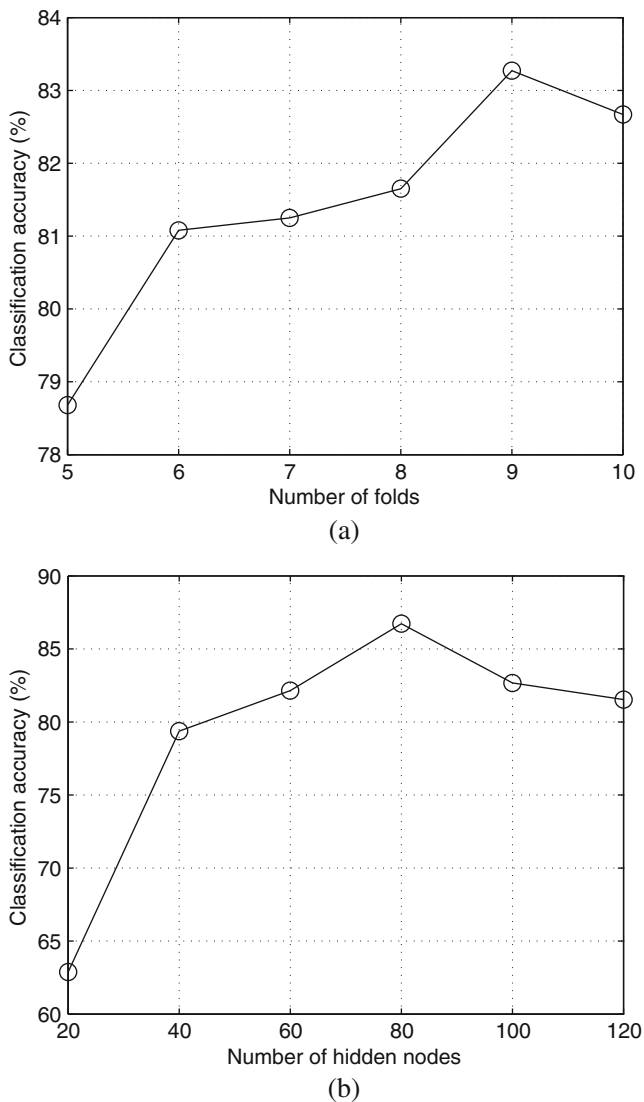 84
83
82
81
80
79
78
Classification accuracy (%)
5 6 7 8 9 10
Number of folds
(a)
90
85
80
75
70
65
60
Classification accuracy (%)
20 40 60 80 100 120
Number of hidden nodes
(b)